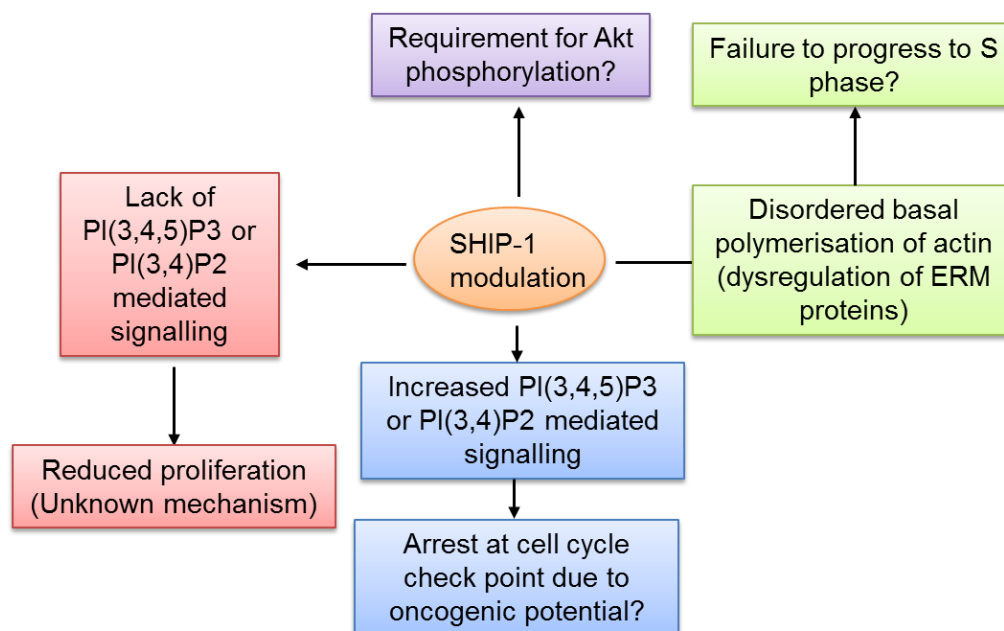 Requirement for Akt
phosphorylation?
Failure to progress to S
phase?
Lack of
PI(3,4,5)P3 or
PI(3,4)P2
mediated
signalling
SHIP-1
modulation
Disordered basal
polymerisation of actin
(dysregulation of ERM
proteins)
Increased PI(3,4,5)P3
or PI(3,4)P2 mediated
signalling
Reduced proliferation
(Unknown mechanism)
Arrest at cell cycle
check point due to
oncogenic potential?